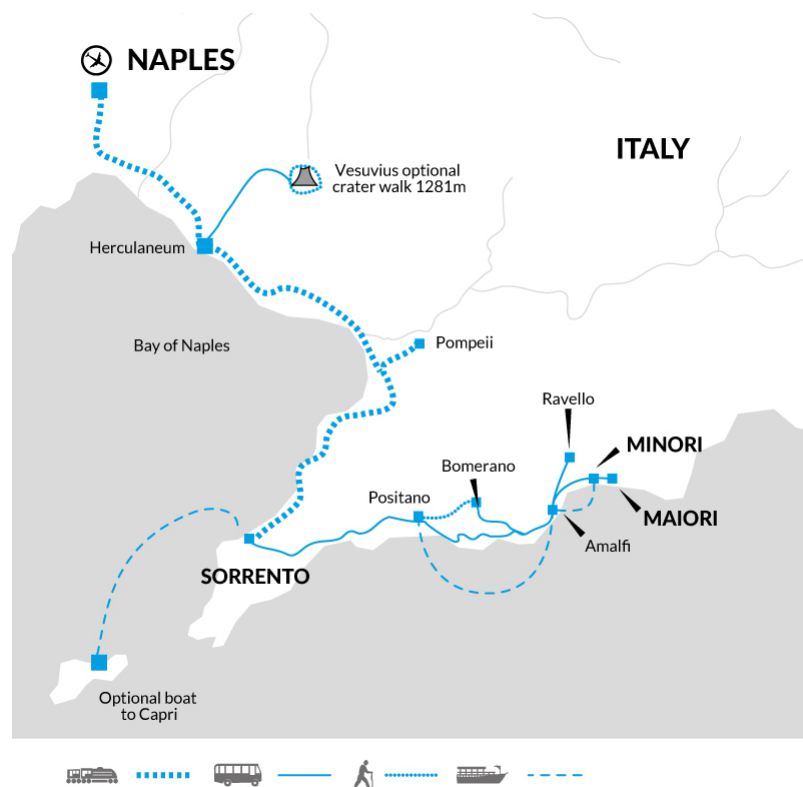 NAPLES
ITALY
Vesuvius optional
crater walk 1281m
Herculaneum
Bay of Naples
Pompeii
Ravello
MINORI
Bomerano
Positano
MAIORI
Amalfi
SORRENTO
Optional boat
to Capri